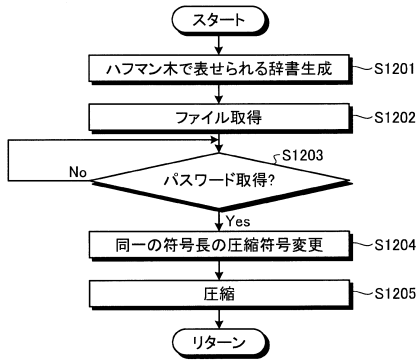 スタート
ハフマン木で表せられる辞書生成
S1201
ファイル取得
S1202
S1203
パスワード取得?
No
Yes
同一の符号長の圧縮符号変更
S1204
圧縮
S1205
リターン